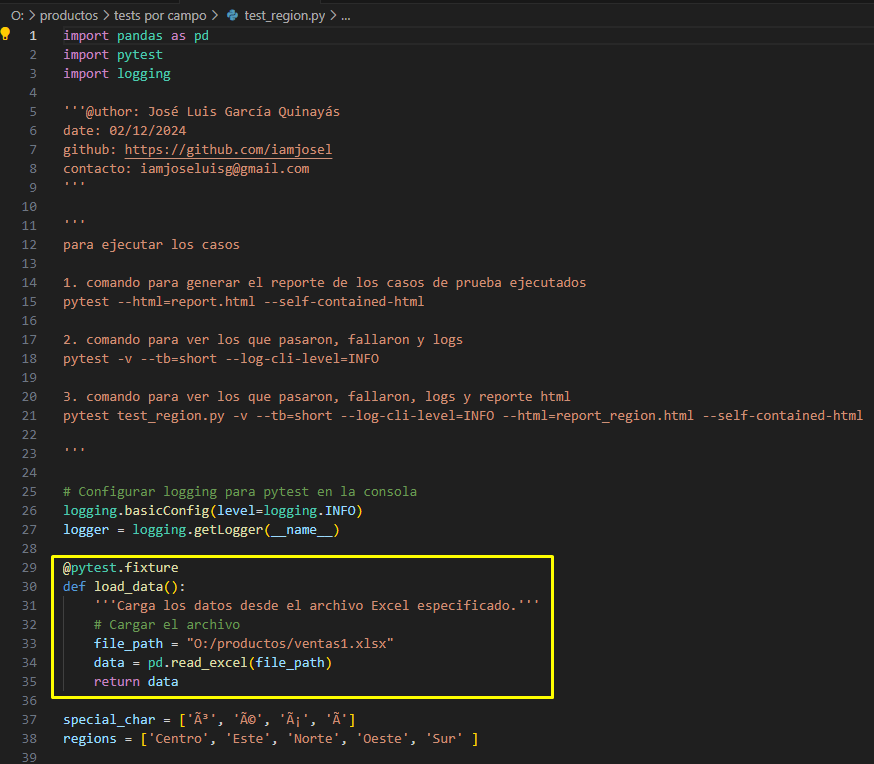 O: > productos > tests por campo > test_region.py > ...
1 import pandas as pd
2 import pytest
3 import logging
4
5 '''@uthor: José Luis García Quinayás
6 date: 02/12/2024
7 github: https://github.com/iamjosel
8 contacto: iamjoseluisg@gmail.com
9 '''
10
11 '''
12 para ejecutar los casos
13
14 1. comando para generar el reporte de los casos de prueba ejecutados
15 pytest --html=report.html --self-contained-html
16
17 2. comando para ver los que pasaron, fallaron y logs
18 pytest -v --tb=short --log-cli-level=INFO
19
20 3. comando para ver los que pasaron, fallaron, logs y reporte html
21 pytest test_region.py -v --tb=short --log-cli-level=INFO --html=report_region.html --self-contained-html
22
23 '''
24
25 # Configurar logging para pytest en la consola
26 logging.basicConfig(level=logging.INFO)
27 logger = logging.getLogger(__name__)
28
29 @pytest.fixture
30 def load_data():
31     '''Carga los datos desde el archivo Excel especificado.'''
32     # Cargar el archivo
33     file_path = "O:/productos/ventas1.xlsx"
34     data = pd.read_excel(file_path)
35     return data
36
37 special_char = ['Ã³', 'Ã©', 'Ã¡', 'Ã']
38 regions = ['Centro', 'Este', 'Norte', 'Oeste', 'Sur' ]
39